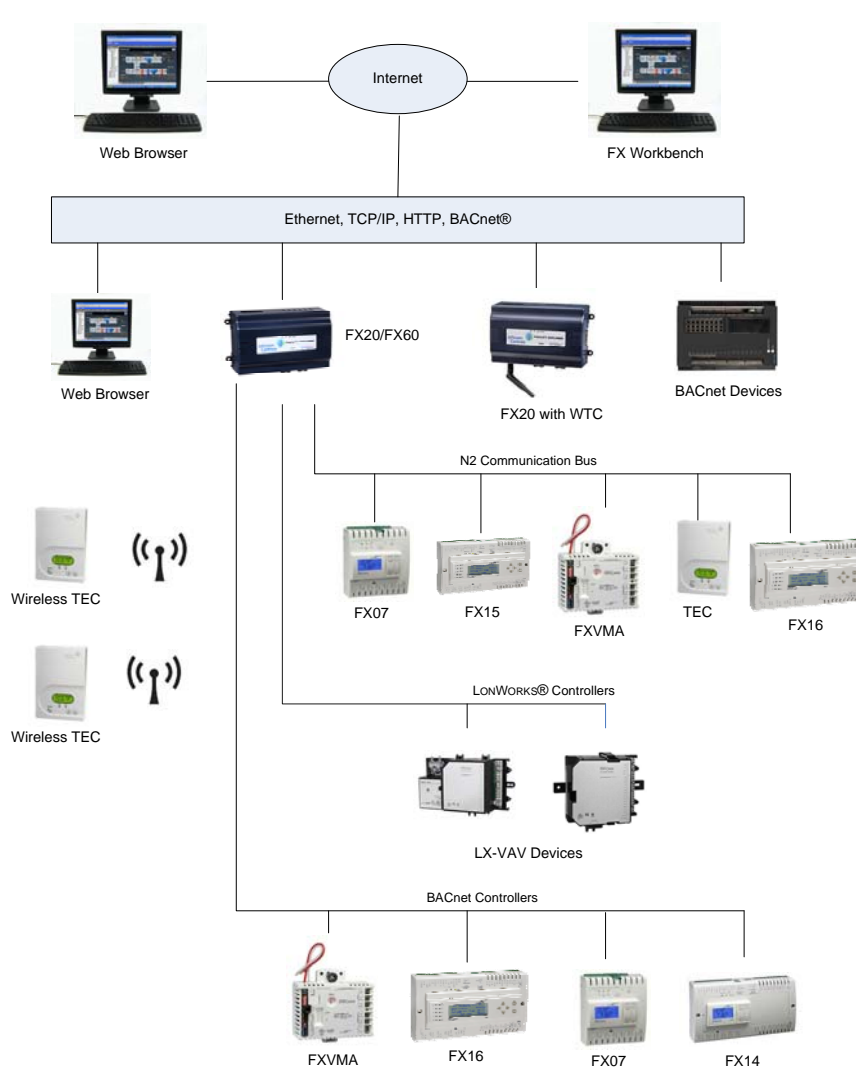 Internet
Web Browser
FX Workbench
Ethernet, TCP/IP, HTTP, BACnet®
Web Browser
FX20/FX60
FX20 with WTC
BACnet Devices
N2 Communication Bus
Wireless TEC
FX07
FX15
FXVMA
TEC
FX16
Wireless TEC
LONWORKS® Controllers
LX-VAV Devices
BACnet Controllers
FXVMA
FX16
FX07
FX14